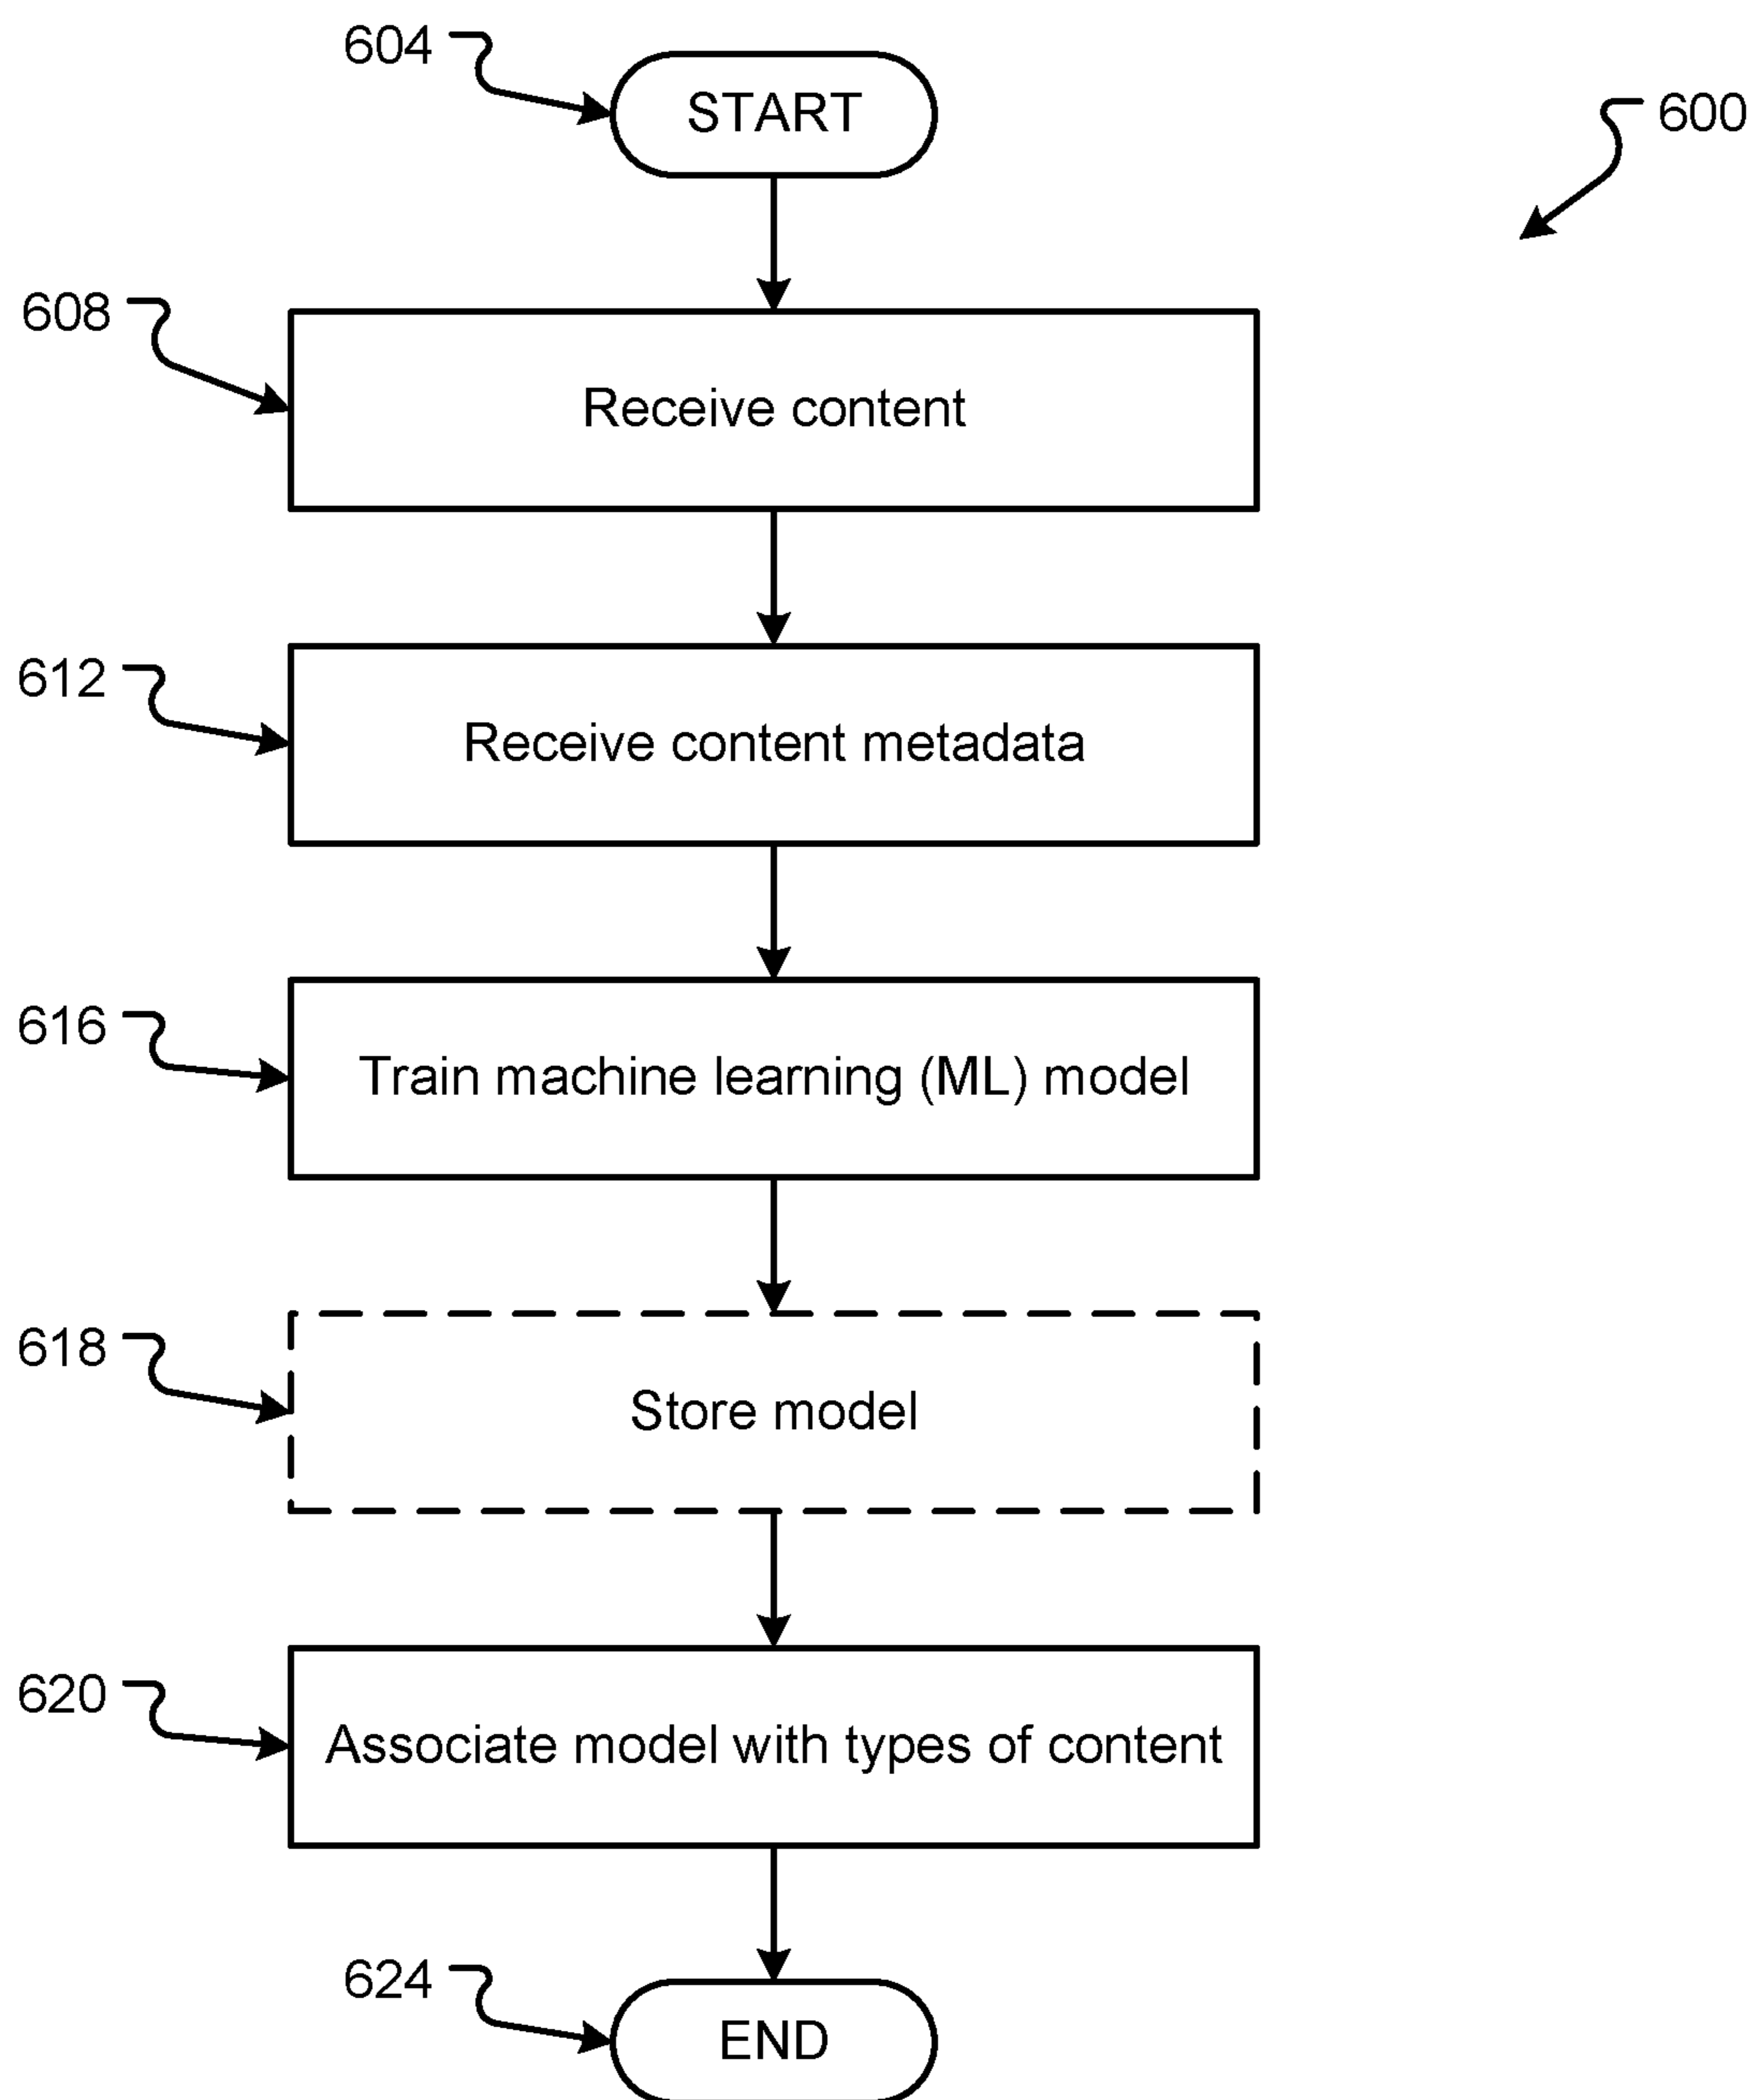 604
START
600
608
Receive content
612
Receive content metadata
616
Train machine learning (ML) model
618
Store model
620
Associate model with types of content
624
END